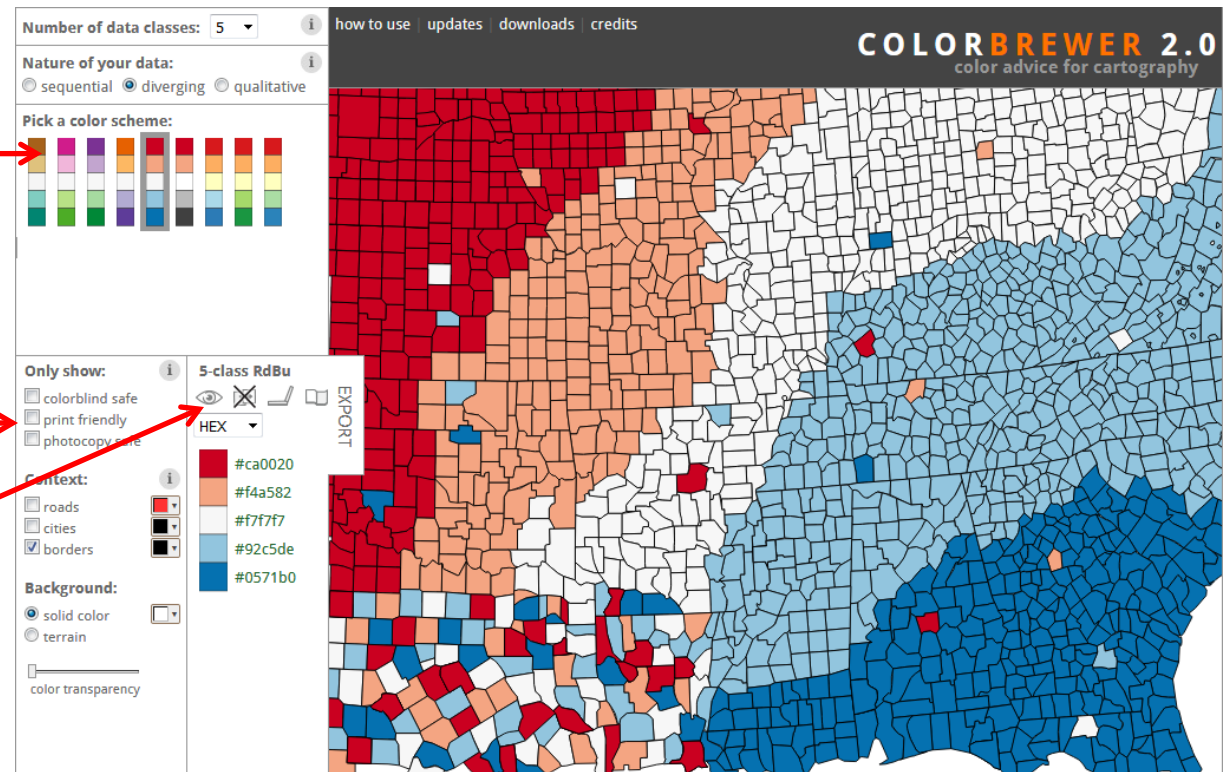 Number of data classes: 5 i
how to use | updates | downloads | credits
COLORBREWER 2.0
color advice for cartography
Nature of your data: i
sequential diverging qualitative
Pick a color scheme:
Only show: i
colorblind safe
print friendly
photocopy safe
Context: i
roads
cities
borders
Background:
solid color
terrain
color transparency
5-class RdBu
EXPORT
HEX
#ca0020
#f4a582
#f7f7f7
#92c5de
#0571b0